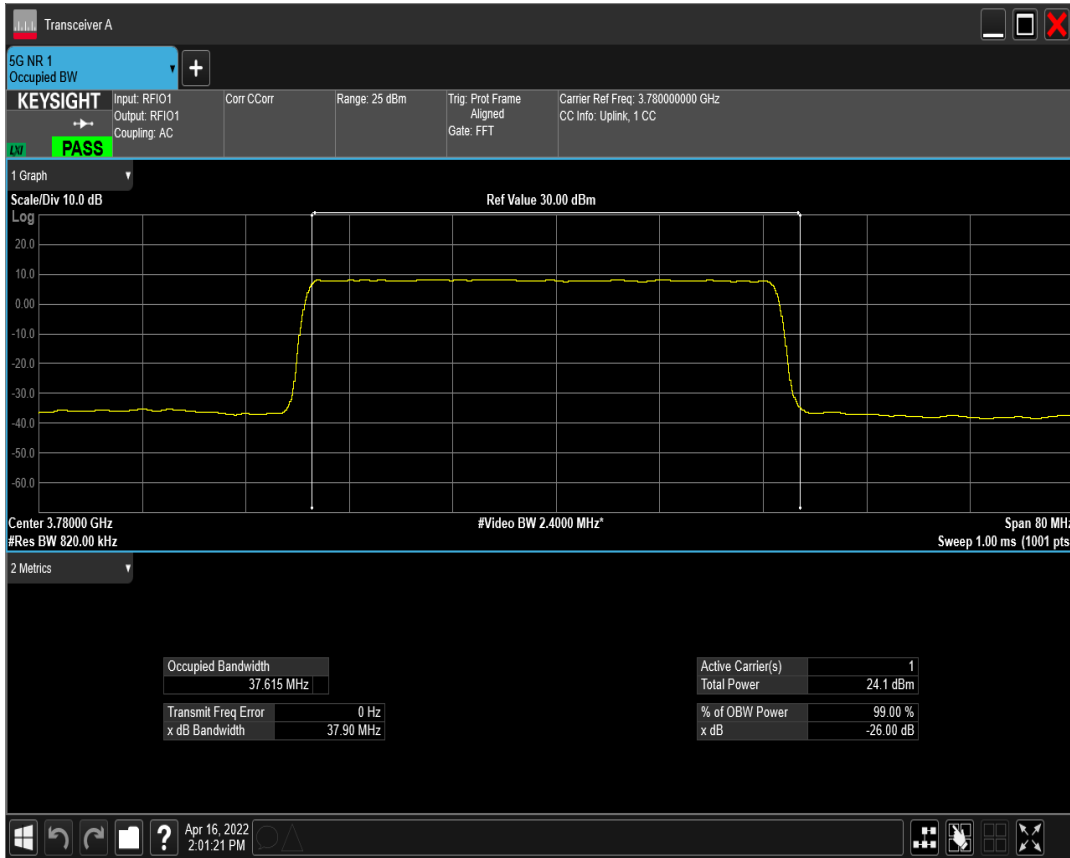 Transceiver A
5G NR 1
Occupied BW
+
KEYSIGHT
Input: RFIO1
Output: RFIO1
Coupling: AC
Corr CCorr
Range: 25 dBm
Trig: Prot Frame
Aligned
Gate: FFT
Carrier Ref Freq: 3.780000000 GHz
CC Info: Uplink, 1 CC
LXI
PASS
1 Graph
Scale/Div 10.0 dB
Ref Value 30.00 dBm
Log
20.0
10.0
0.00
-10.0
-20.0
-30.0
-40.0
-50.0
-60.0
Center 3.78000 GHz
#Video BW 2.4000 MHz*
Span 80 MHz
#Res BW 820.00 kHz
Sweep 1.00 ms (1001 pts
2 Metrics
Occupied Bandwidth
37.615 MHz
Transmit Freq Error 0 Hz
x dB Bandwidth 37.90 MHz
Active Carrier(s) 1
Total Power 24.1 dBm
% of OBW Power 99.00 %
x dB -26.00 dB
?
Apr 16, 2022
2:01:21 PM